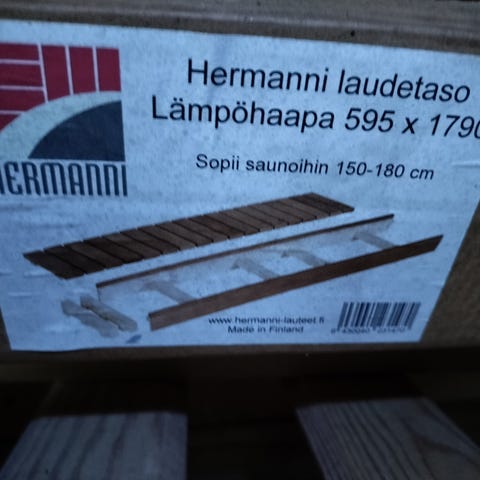 Hermanni laudetaso
Lämpöhaapa 595 x 1790
Sopii saunoihin 150-180 cm
HERMANNI
www.hermanni-lauteet.fi
Made in Finland